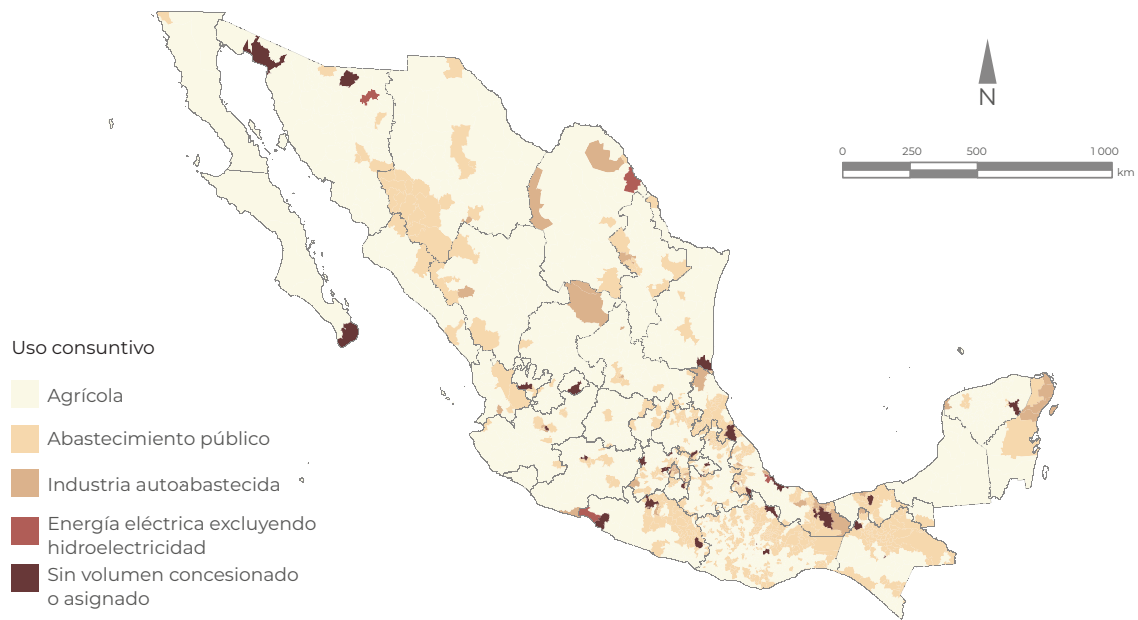 N
0 250 500 1 000
km
Uso consuntivo
Agrícola
Abastecimiento público
Industria autoabastecida
Energía eléctrica excluyendo
hidroelectricidad
Sin volumen concesionado
o asignado